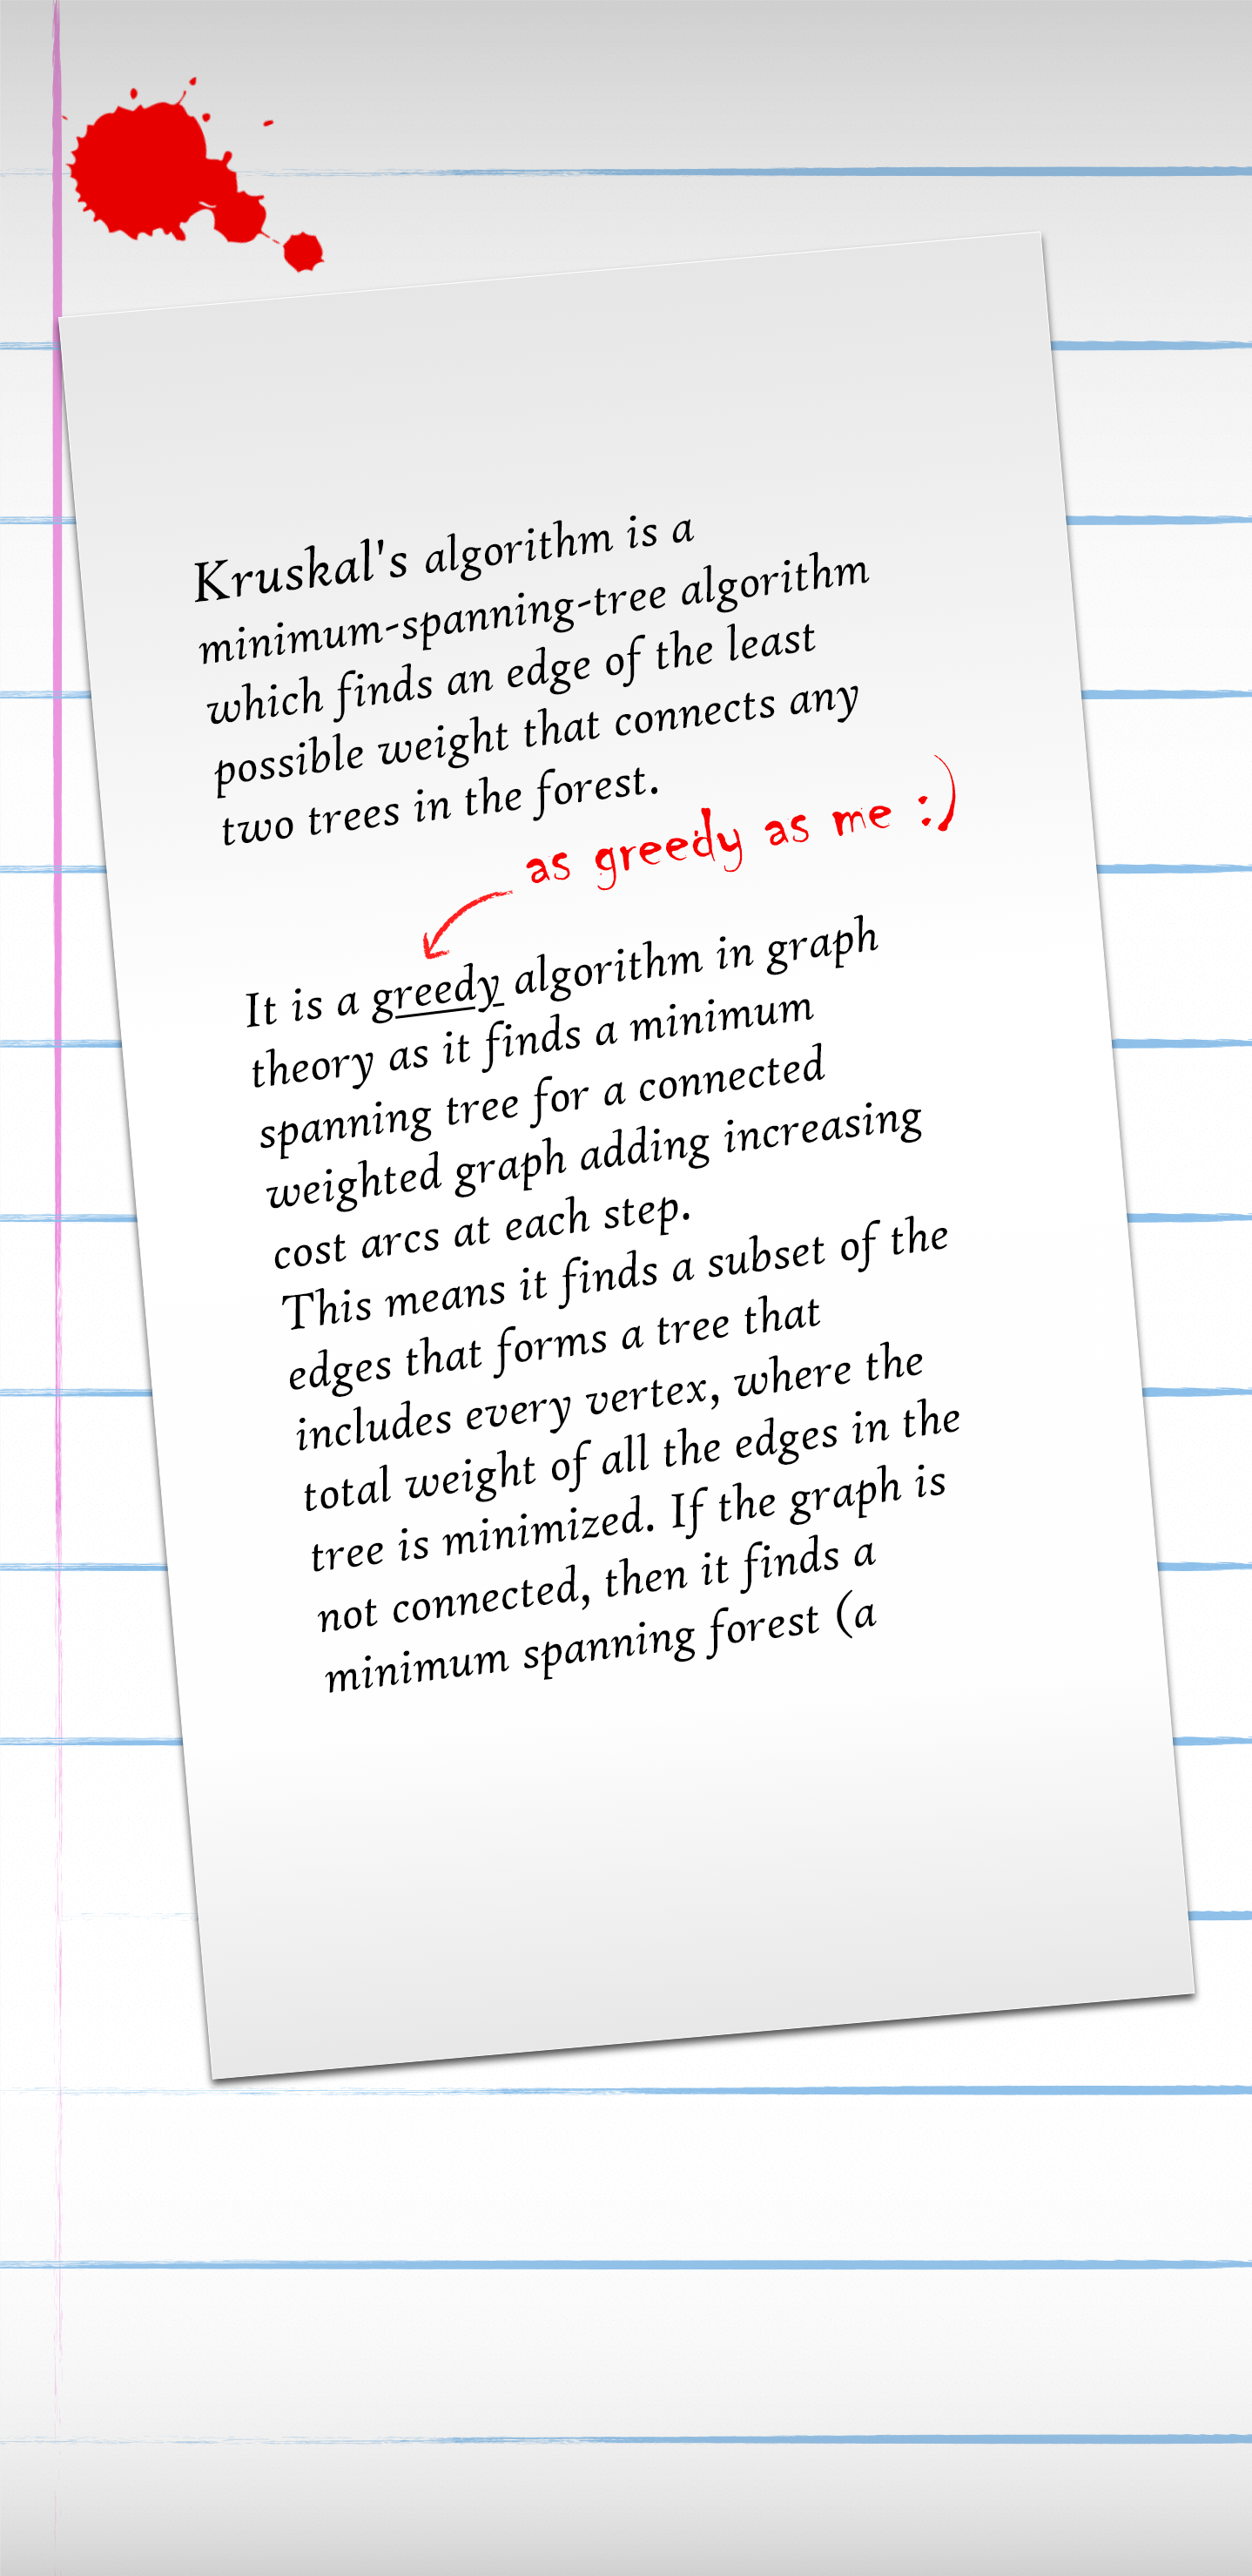 Kruskal's algorithm is a
minimum-spanning-tree algorithm
which finds an edge of the least
possible weight that connects any
two trees in the forest.
as greedy as me :)
It is a greedy algorithm in graph
theory as it finds a minimum
spanning tree for a connected
weighted graph adding increasing
cost arcs at each step.
This means it finds a subset of the
edges that forms a tree that
includes every vertex, where the
total weight of all the edges in the
tree is minimized. If the graph is
not connected, then it finds a
minimum spanning forest (a